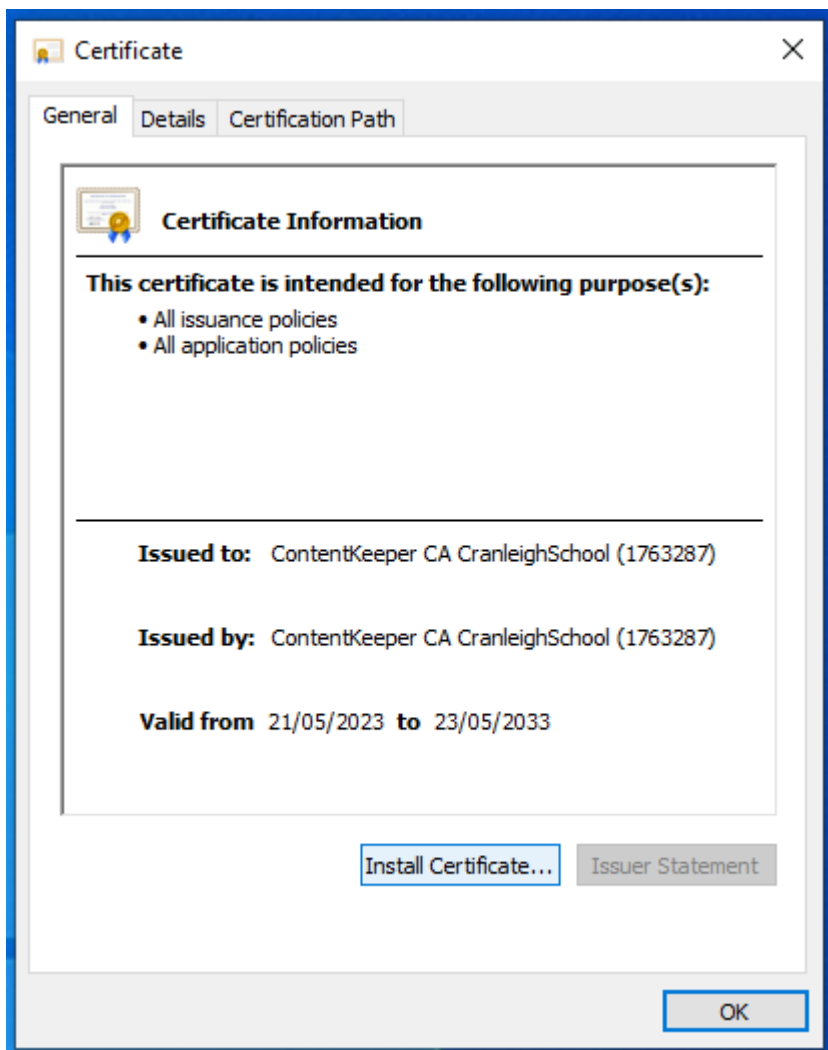 Certificate
General Details Certification Path
Certificate Information
This certificate is intended for the following purpose(s):
• All issuance policies
• All application policies
Issued to: ContentKeeper CA CranleighSchool (1763287)
Issued by: ContentKeeper CA CranleighSchool (1763287)
Valid from 21/05/2023 to 23/05/2033
Install Certificate... Issuer Statement
OK